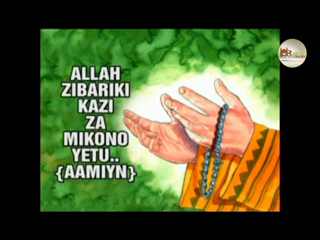 ALLAH
ZIBARIKI
KAZI
ZA
MIKONO
YETU..
{AAMIYN}